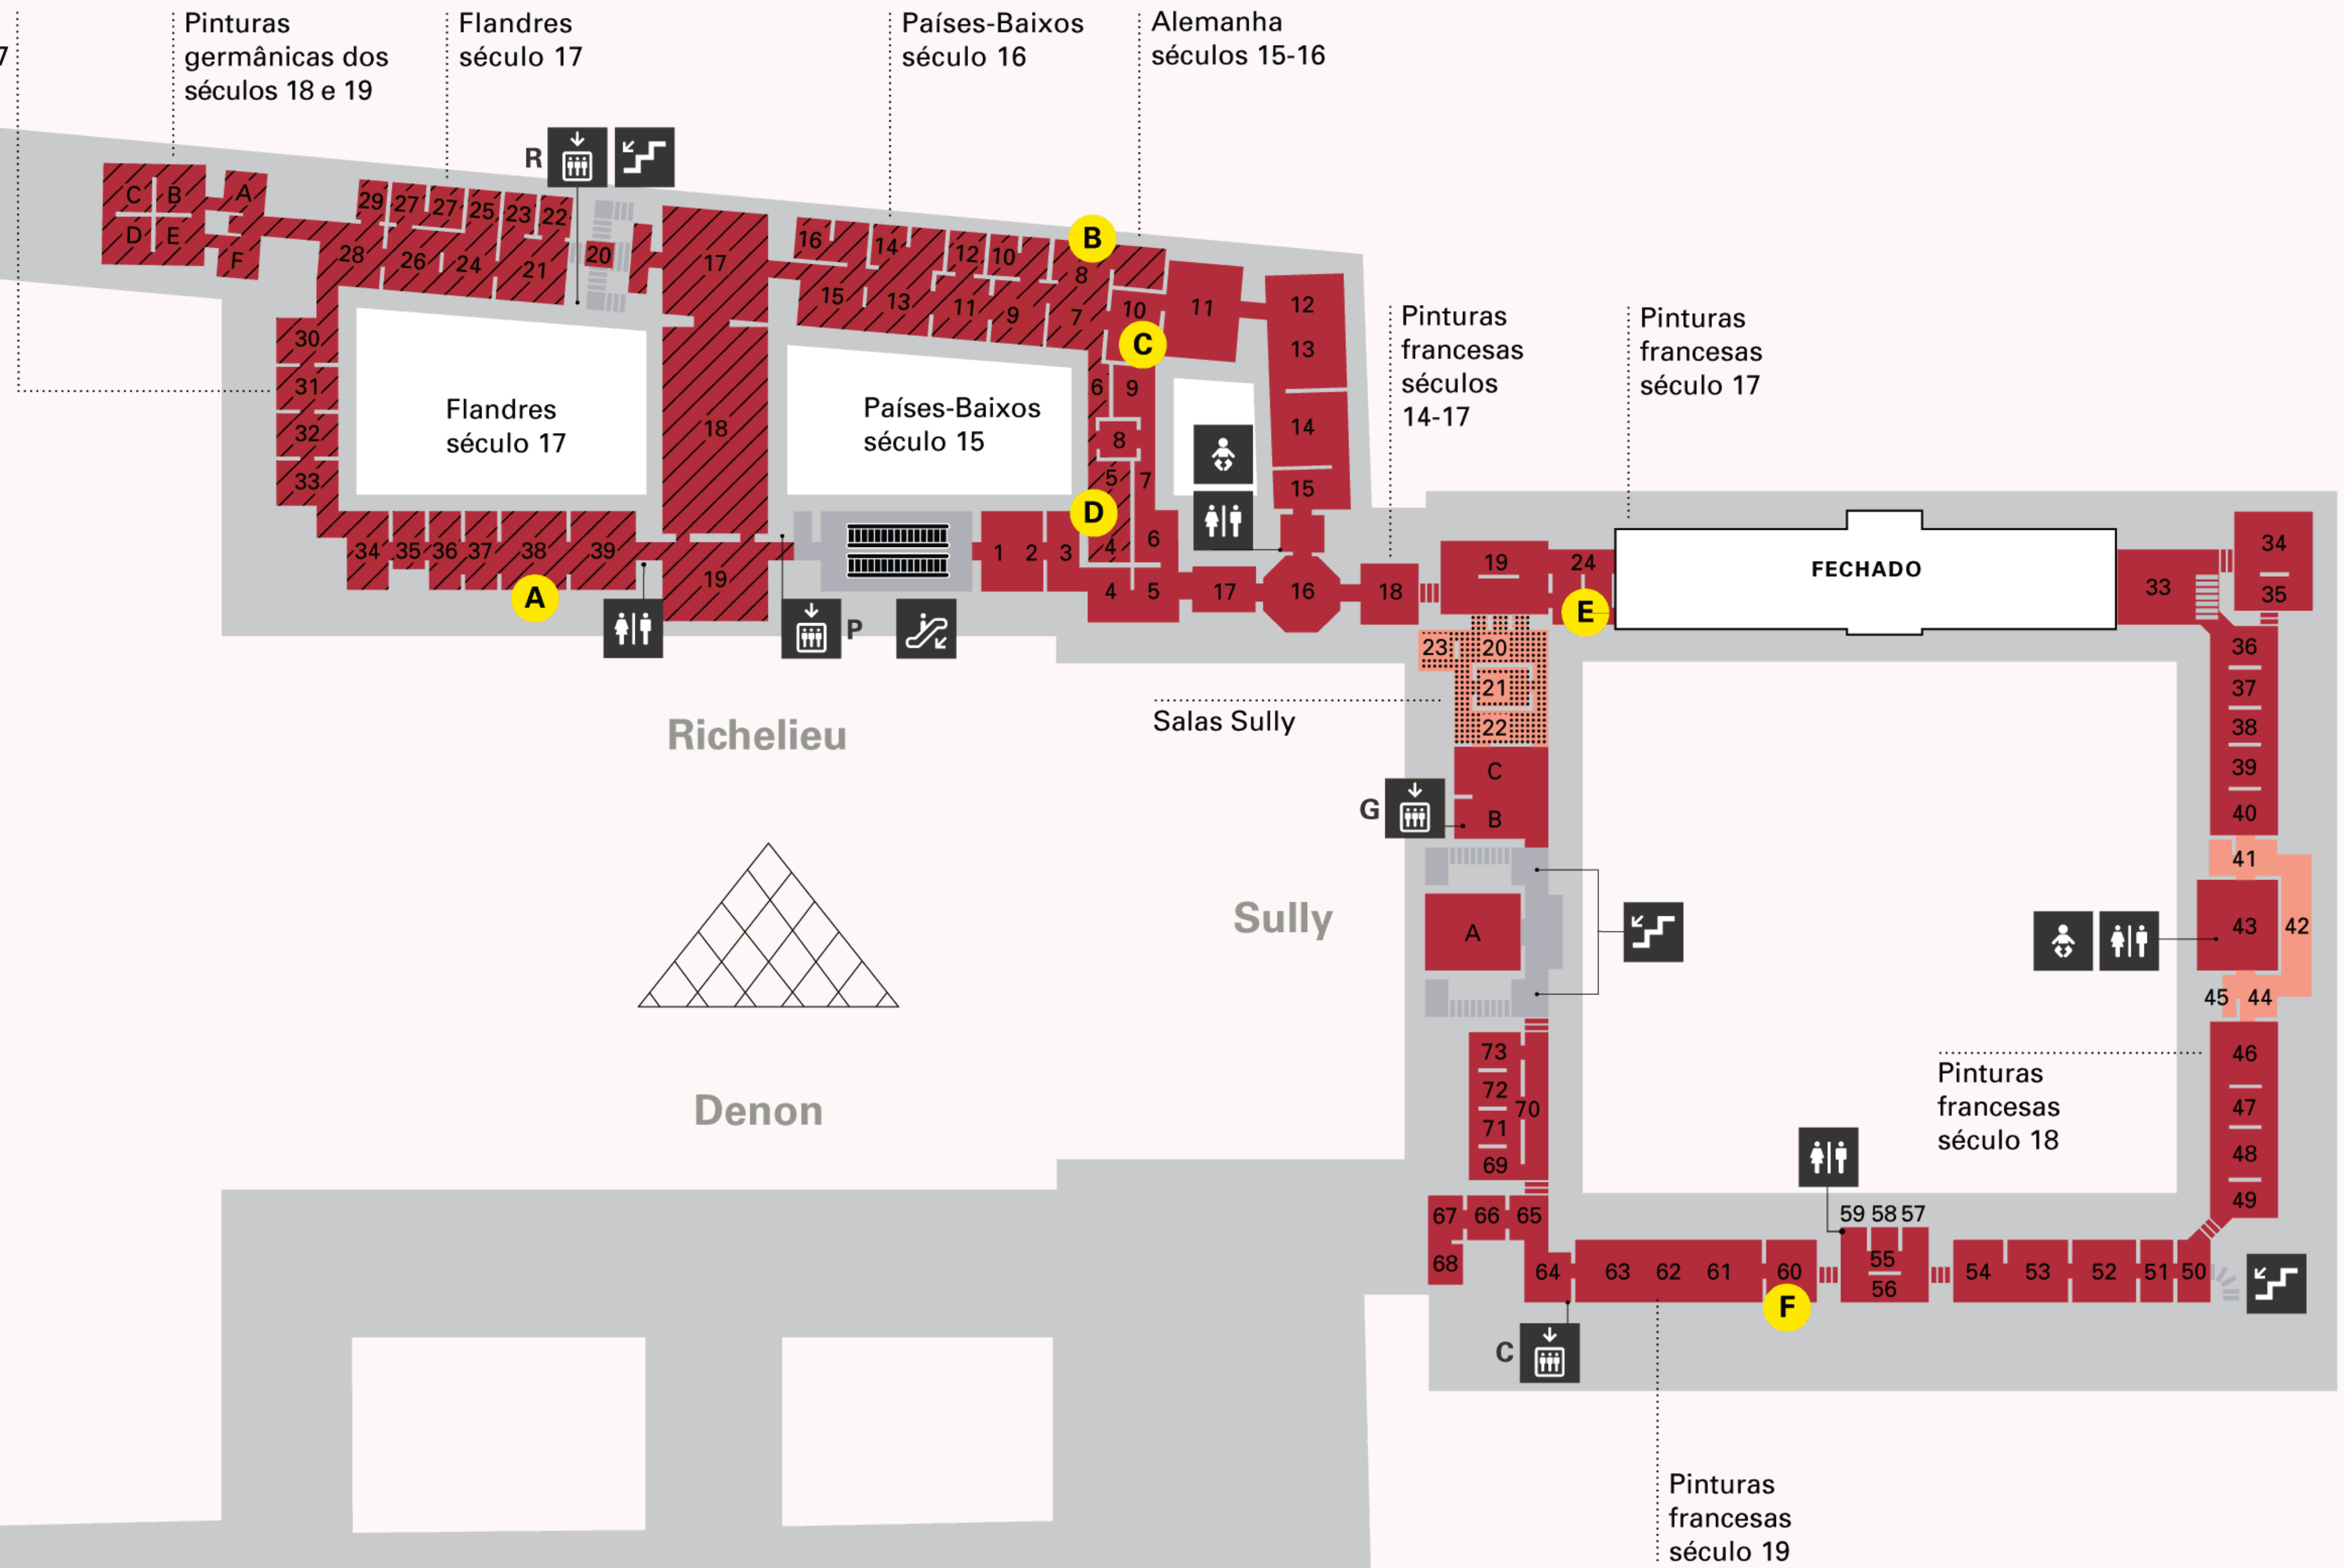 7
Pinturas
germânicas dos
séculos 18 e 19
Flandres
século 17
Países-Baixos
século 16
Alemanha
séculos 15-16
R
C B A
D E F
29 27 27 25 23 22
28 26 24 21 20
17
16 14 12 10 8
15 13 11 9 7
B
10 11 12
C
13
30
31
32
33
Flandres
século 17
18
Países-Baixos
século 15
6 9
8
5 7
D
4 6
14
15
34 35 36 37 38 39
A
19
P
1 2 3
4 5 17 16 18
Pinturas
francesas
séculos
14-17
Pinturas
francesas
século 17
19 24
E
FECHADO
33 34
35
23 20
21
22
Salas Sully
C
G
B
A
36
37
38
39
40
41
43 42
45 44
Richelieu
Sully
Denon
73
72
70
71
69
67 66 65
68
64 63 62 61 60
F
C
59 58 57
55
56
54 53 52 51 50
Pinturas
francesas
século 18
46
47
48
49
Pinturas
francesas
século 19